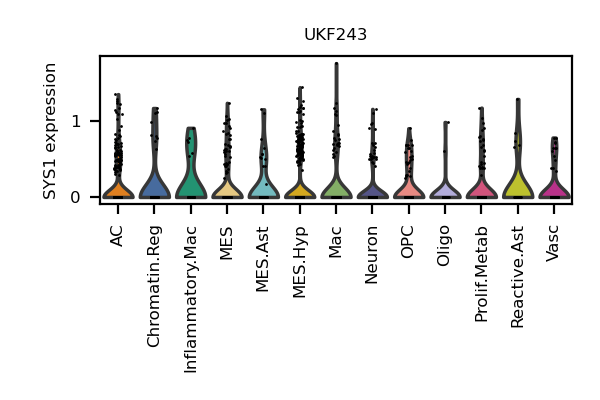 UKF243
SYS1 expression
1
0
AC
Chromatin.Reg
Inflammatory.Mac
MES
MES.Ast
MES.Hyp
Mac
Neuron
OPC
Oligo
Prolif.Metab
Reactive.Ast
Vasc